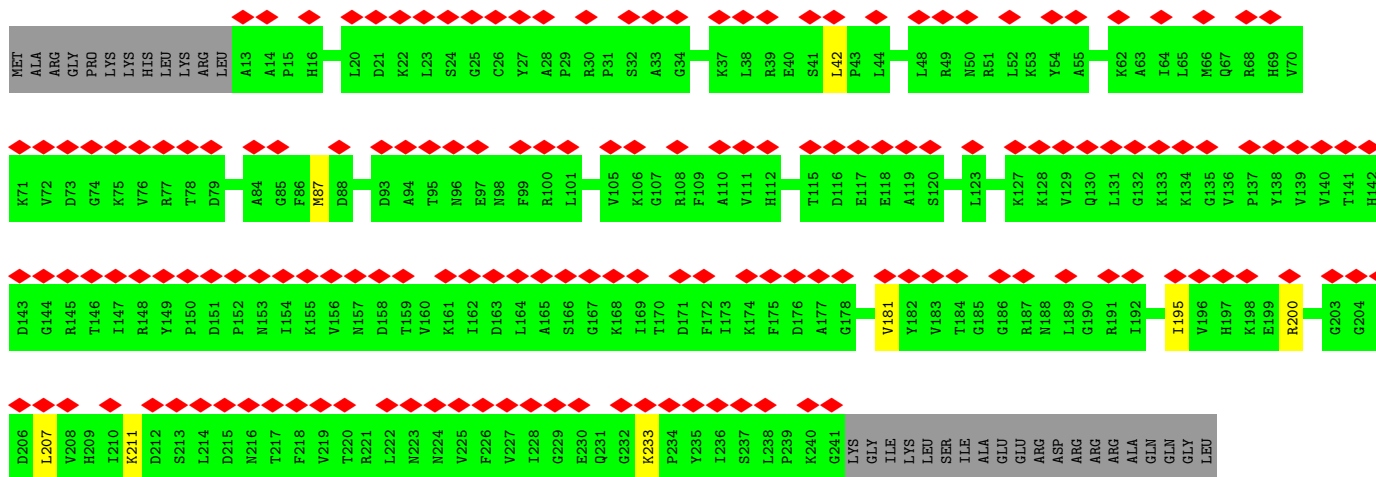 MET ALA ARG GLY PRO LYS LYS HIS LEU LYS ARG LEU A13 A14 P15 H16 L20 D21 K22 L23 S24 G25 C26 Y27 A28 P29 R30 P31 S32 A33 G34 K37 L38 R39 E40 S41 L42 P43 L44 L48 R49 N50 R51 L52 K53 Y54 A55 K62 A63 I64 L65 M66 Q67 R68 H69 V70
K71 V72 D73 G74 K75 V76 R77 T78 D79 A84 G85 F86 M87 D88 D93 A94 T95 N96 E97 N98 F99 R100 L101 V105 K106 G107 R108 F109 A110 V111 H112 T115 D116 E117 E118 A119 S120 L123 K127 K128 V129 Q130 L131 G132 K133 K134 G135 V136 P137 Y138 V139 V140 T141 H142
D143 G144 R145 T146 I147 R148 Y149 P150 D151 P152 N153 I154 K155 V156 N157 D158 T159 V160 K161 I162 D163 L164 A165 S166 G167 K168 I169 T170 D171 F172 I173 K174 F175 D176 A177 G178 V181 Y182 V183 T184 G185 G186 R187 N188 L189 G190 R191 I192 I195 V196 H197 K198 E199 R200 G203 G204
D206 L207 V208 H209 I210 K211 D212 S213 L214 D215 N216 T217 F218 V219 T220 R221 L222 N223 N224 V225 F226 V227 I228 G229 E230 Q231 G232 K233 P234 Y235 I236 S237 L238 P239 K240 G241 LYS GLY ILE LYS LEU SER ILE ALA GLU GLU ARG ASP ARG ARG ARG ALA GLN GLN GLY LEU